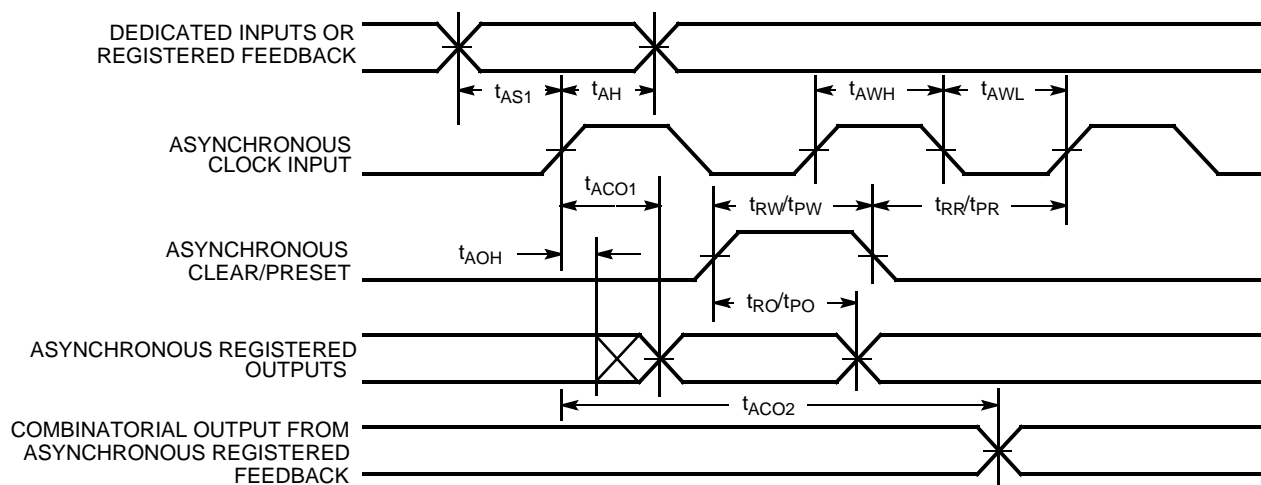 DEDICATED INPUTS OR
REGISTERED FEEDBACK
tAS1
tAH
tAWH
tAWL
ASYNCHRONOUS
CLOCK INPUT
tACO1
tRW/tPW
tRR/tPR
ASYNCHRONOUS
CLEAR/PRESET
tAOH
tRO/tPO
ASYNCHRONOUS REGISTERED
OUTPUTS
tACO2
COMBINATORIAL OUTPUT FROM
ASYNCHRONOUS REGISTERED
FEEDBACK